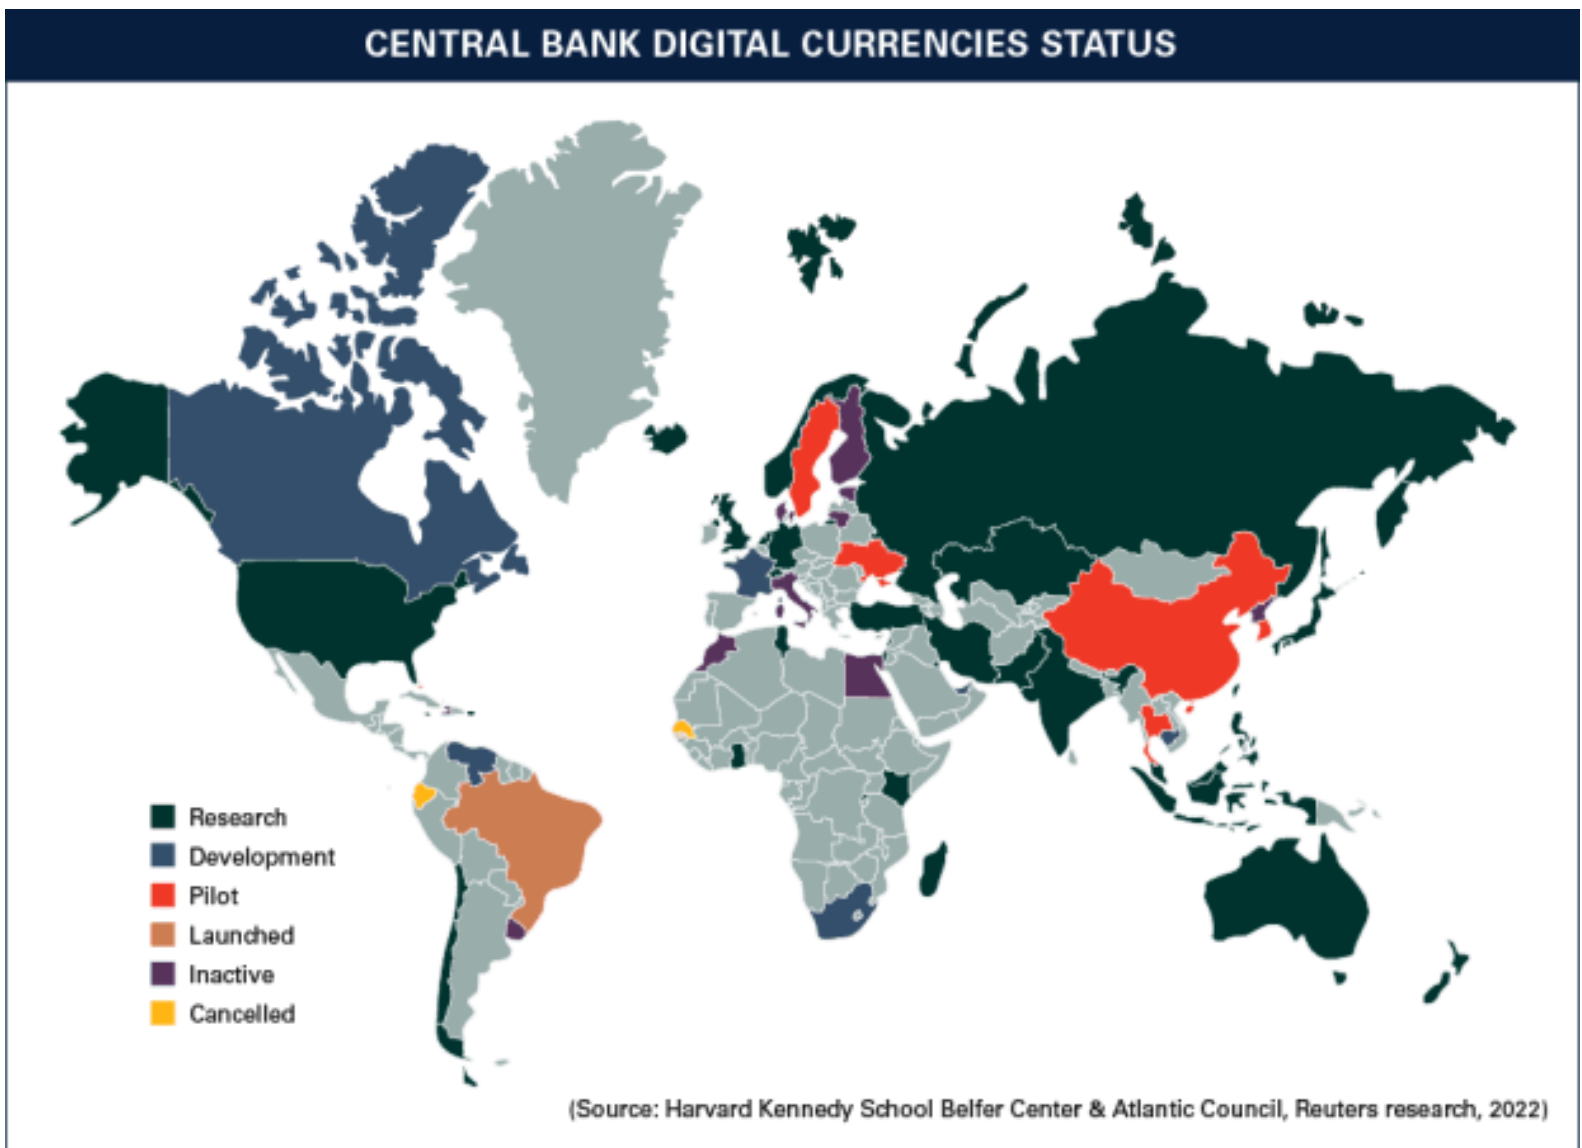 CENTRAL BANK DIGITAL CURRENCIES STATUS
Research
Development
Pilot
Launched
Inactive
Cancelled
(Source: Harvard Kennedy School Belfer Center & Atlantic Council, Reuters research, 2022)